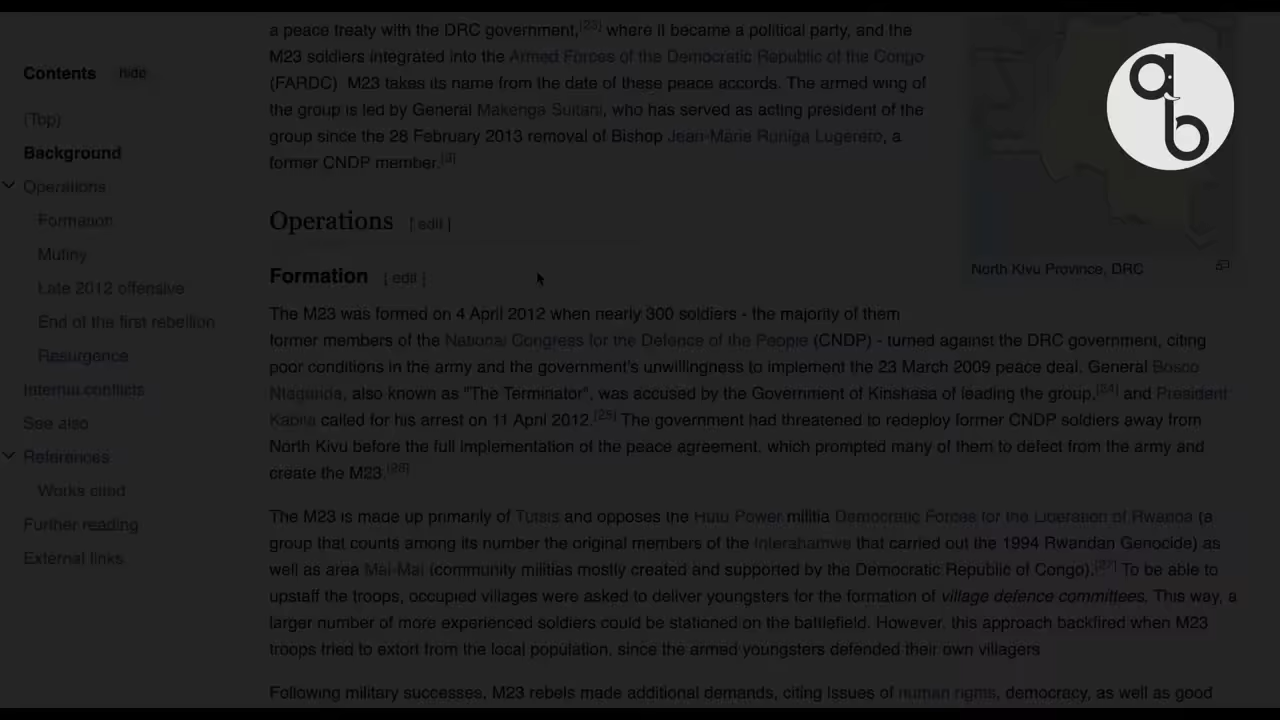 Contents hide
(Top)
Background
Operations
Formation
Mutiny
Late 2012 offensive
End of the first rebellion
Resurgence
Internal conflicts
See also
References
Works cited
Further reading
External links
a peace treaty with the DRC government,[23] where it became a political party, and the
M23 soldiers integrated into the Armed Forces of the Democratic Republic of the Congo
(FARDC) M23 takes its name from the date of these peace accords. The armed wing of
the group is led by General Makenga Sultani, who has served as acting president of the
group since the 28 February 2013 removal of Bishop Jean-Marie Runiga Lugerero, a
former CNDP member.[3]
Operations [ edit ]
Formation [ edit ]
The M23 was formed on 4 April 2012 when nearly 300 soldiers - the majority of them
former members of the National Congress for the Defence of the People (CNDP) - turned against the DRC government, citing
poor conditions in the army and the government's unwillingness to implement the 23 March 2009 peace deal. General Bosco
Ntaganda, also known as "The Terminator", was accused by the Government of Kinshasa of leading the group,[24] and President
Kabila called for his arrest on 11 April 2012.[25] The government had threatened to redeploy former CNDP soldiers away from
North Kivu before the full implementation of the peace agreement, which prompted many of them to defect from the army and
create the M23.[26]
The M23 is made up primarily of Tutsis and opposes the Hutu Power militia Democratic Forces for the Liberation of Rwanda (a
group that counts among its number the original members of the Interahamwe that carried out the 1994 Rwandan Genocide) as
well as area Mai-Mai (community militias mostly created and supported by the Democratic Republic of Congo).[27] To be able to
upstaff the troops, occupied villages were asked to deliver youngsters for the formation of village defence committees. This way, a
larger number of more experienced soldiers could be stationed on the battlefield. However, this approach backfired when M23
troops tried to extort from the local population, since the armed youngsters defended their own villagers
Following military successes, M23 rebels made additional demands, citing issues of human rights, democracy, as well as good
North Kivu Province, DRC
ab